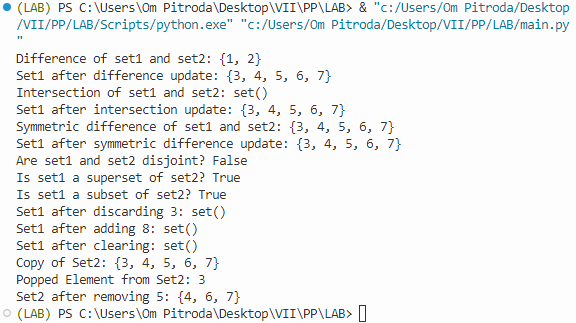 (LAB) PS C:\Users\Om Pitroda\Desktop\VII\PP\LAB> & "c:/Users/Om Pitroda/Desktop
/VII/PP/LAB/Scripts/python.exe" "c:/Users/Om Pitroda/Desktop/VII/PP/LAB/main.py
"
Difference of set1 and set2: {1, 2}
Set1 after difference update: {3, 4, 5, 6, 7}
Intersection of set1 and set2: set()
Set1 after intersection update: {3, 4, 5, 6, 7}
Symmetric difference of set1 and set2: {3, 4, 5, 6, 7}
Set1 after symmetric difference update: {3, 4, 5, 6, 7}
Are set1 and set2 disjoint? False
Is set1 a superset of set2? True
Is set1 a subset of set2? True
Set1 after discarding 3: set()
Set1 after adding 8: set()
Set1 after clearing: set()
Copy of Set2: {3, 4, 5, 6, 7}
Popped Element from Set2: 3
Set2 after removing 5: {4, 6, 7}
(LAB) PS C:\Users\Om Pitroda\Desktop\VII\PP\LAB>